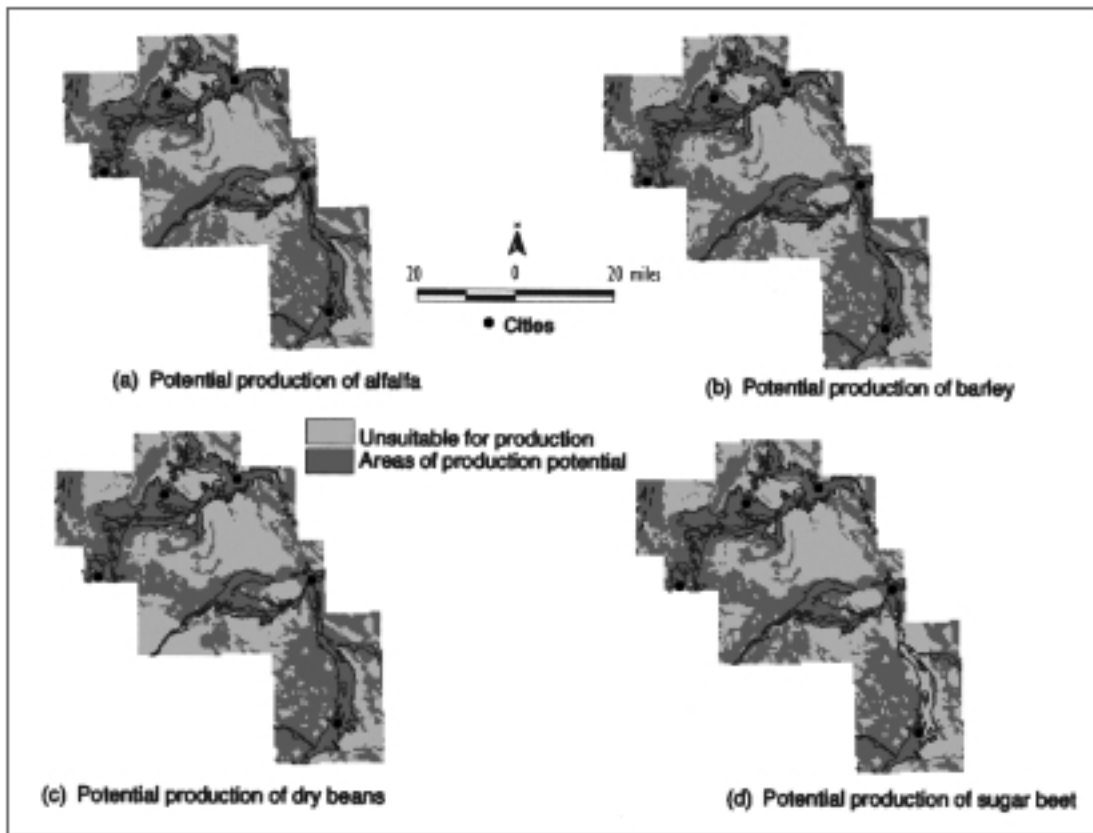 20 0 20 miles
Cities
(a) Potential production of alfalfa
(b) Potential production of barley
Unsuitable for production
Areas of production potential
(c) Potential production of dry beans
(d) Potential production of sugar beet